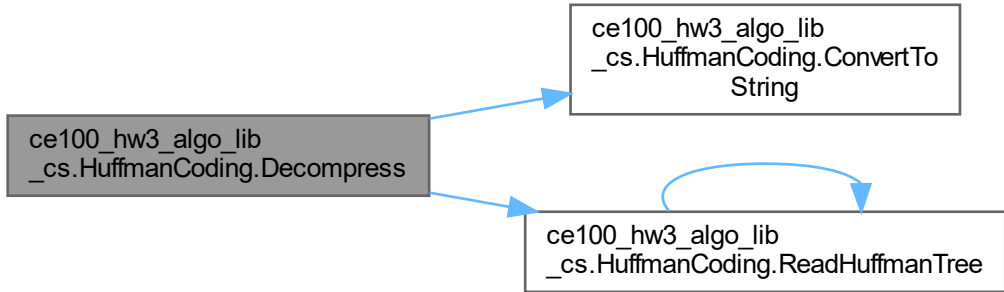 ce100_hw3_algo_lib
_cs.HuffmanCoding.ConvertTo
String
ce100_hw3_algo_lib
_cs.HuffmanCoding.Decompress
ce100_hw3_algo_lib
_cs.HuffmanCoding.ReadHuffmanTree